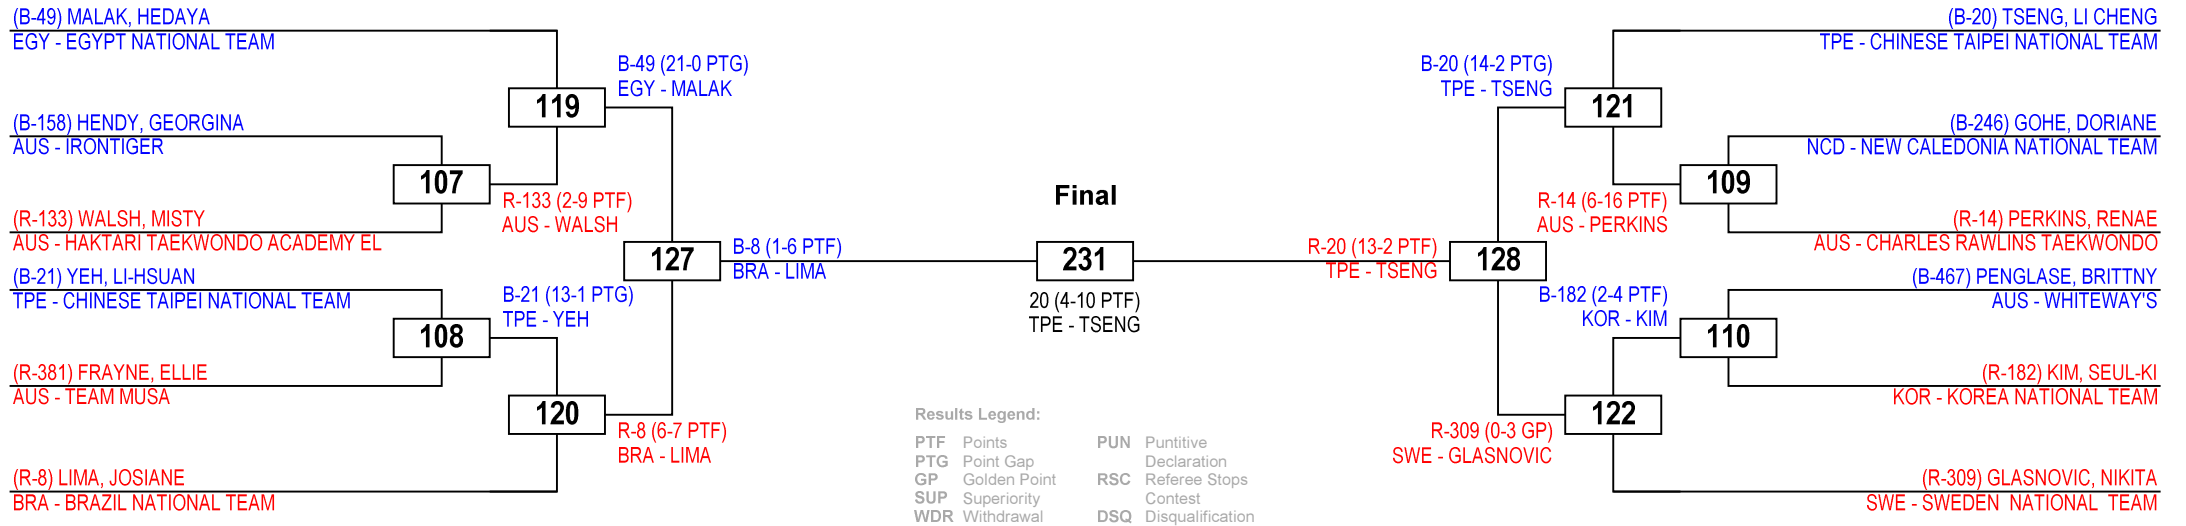 (B-49) MALAK, HEDAYA
EGY - EGYPT NATIONAL TEAM
B-49 (21-0 PTG)
EGY - MALAK
119
(B-158) HENDY, GEORGINA
AUS - IRONTIGER
107
R-133 (2-9 PTF)
AUS - WALSH
(R-133) WALSH, MISTY
AUS - HAKTARI TAEKWONDO ACADEMY EL
127
B-8 (1-6 PTF)
BRA - LIMA
(B-21) YEH, LI-HSUAN
TPE - CHINESE TAIPEI NATIONAL TEAM
B-21 (13-1 PTG)
TPE - YEH
108
(R-381) FRAYNE, ELLIE
AUS - TEAM MUSA
120
R-8 (6-7 PTF)
BRA - LIMA
(R-8) LIMA, JOSIANE
BRA - BRAZIL NATIONAL TEAM
Final
231
20 (4-10 PTF)
TPE - TSENG
(B-20) TSENG, LI CHENG
TPE - CHINESE TAIPEI NATIONAL TEAM
B-20 (14-2 PTG)
TPE - TSENG
121
(B-246) GOHE, DORIANE
NCD - NEW CALEDONIA NATIONAL TEAM
109
R-14 (6-16 PTF)
AUS - PERKINS
(R-14) PERKINS, RENAE
AUS - CHARLES RAWLINS TAEKWONDO
R-20 (13-2 PTF)
TPE - TSENG
128
(B-467) PENGLASE, BRITTNY
AUS - WHITEWAY'S
B-182 (2-4 PTF)
KOR - KIM
110
(R-182) KIM, SEUL-KI
KOR - KOREA NATIONAL TEAM
122
R-309 (0-3 GP)
SWE - GLASNOVIC
(R-309) GLASNOVIC, NIKITA
SWE - SWEDEN NATIONAL TEAM
Results Legend:
PTF Points
PTG Point Gap
GP Golden Point
SUP Superiority
WDR Withdrawal
PUN Puntitive
Declaration
RSC Referee Stops
Contest
DSQ Disqualification